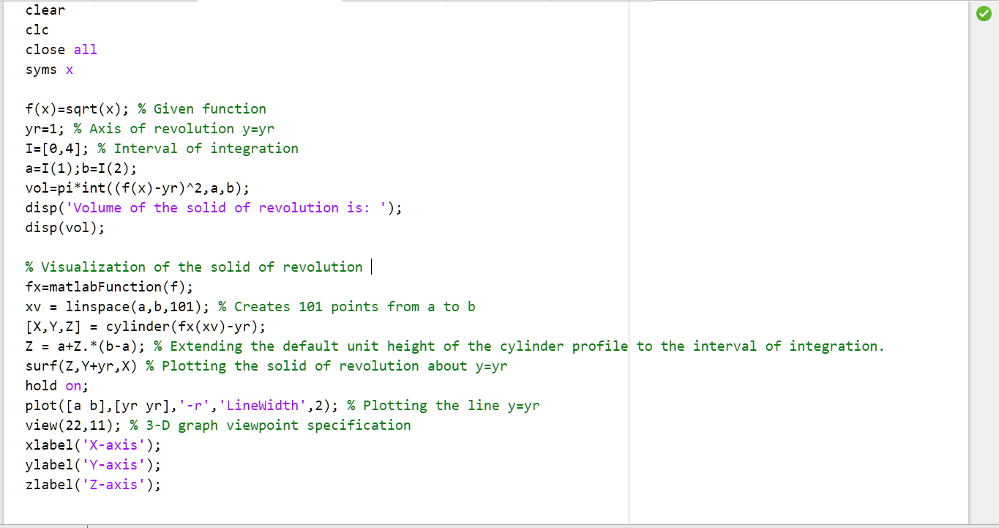 clear
clc
close all
syms x
f(x)=sqrt(x); % Given function
yr=1; % Axis of revolution y=yr
I=[0,4]; % Interval of integration
a=I(1);b=I(2);
vol=pi*int((f(x)-yr)^2,a,b);
disp('Volume of the solid of revolution is: ');
disp(vol);
% Visualization of the solid of revolution
fx=matlabFunction(f);
xv = linspace(a,b,101); % Creates 101 points from a to b
[X,Y,Z] = cylinder(fx(xv)-yr);
Z = a+Z.*(b-a); % Extending the default unit height of the cylinder profile to the interval of integration.
surf(Z,Y+yr,X) % Plotting the solid of revolution about y=yr
hold on;
plot([a b],[yr yr],'-r','LineWidth',2); % Plotting the line y=yr
view(22,11); % 3-D graph viewpoint specification
xlabel('X-axis');
ylabel('Y-axis');
zlabel('Z-axis');